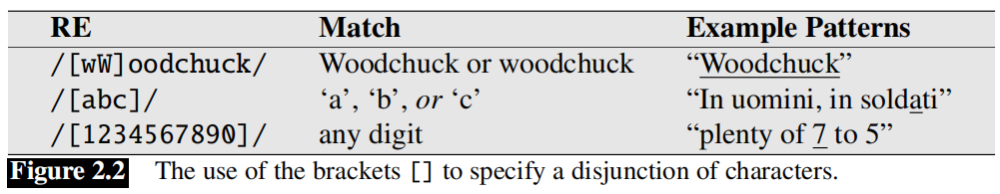 RE Match Example Patterns
/[wW]oodchuck/ Woodchuck or woodchuck “Woodchuck”
/[abc]/ ‘a’, ‘b’, or ‘c’ “In uomini, in soldati”
/[1234567890]/ any digit “plenty of 7 to 5”
Figure 2.2 The use of the brackets [] to specify a disjunction of characters.